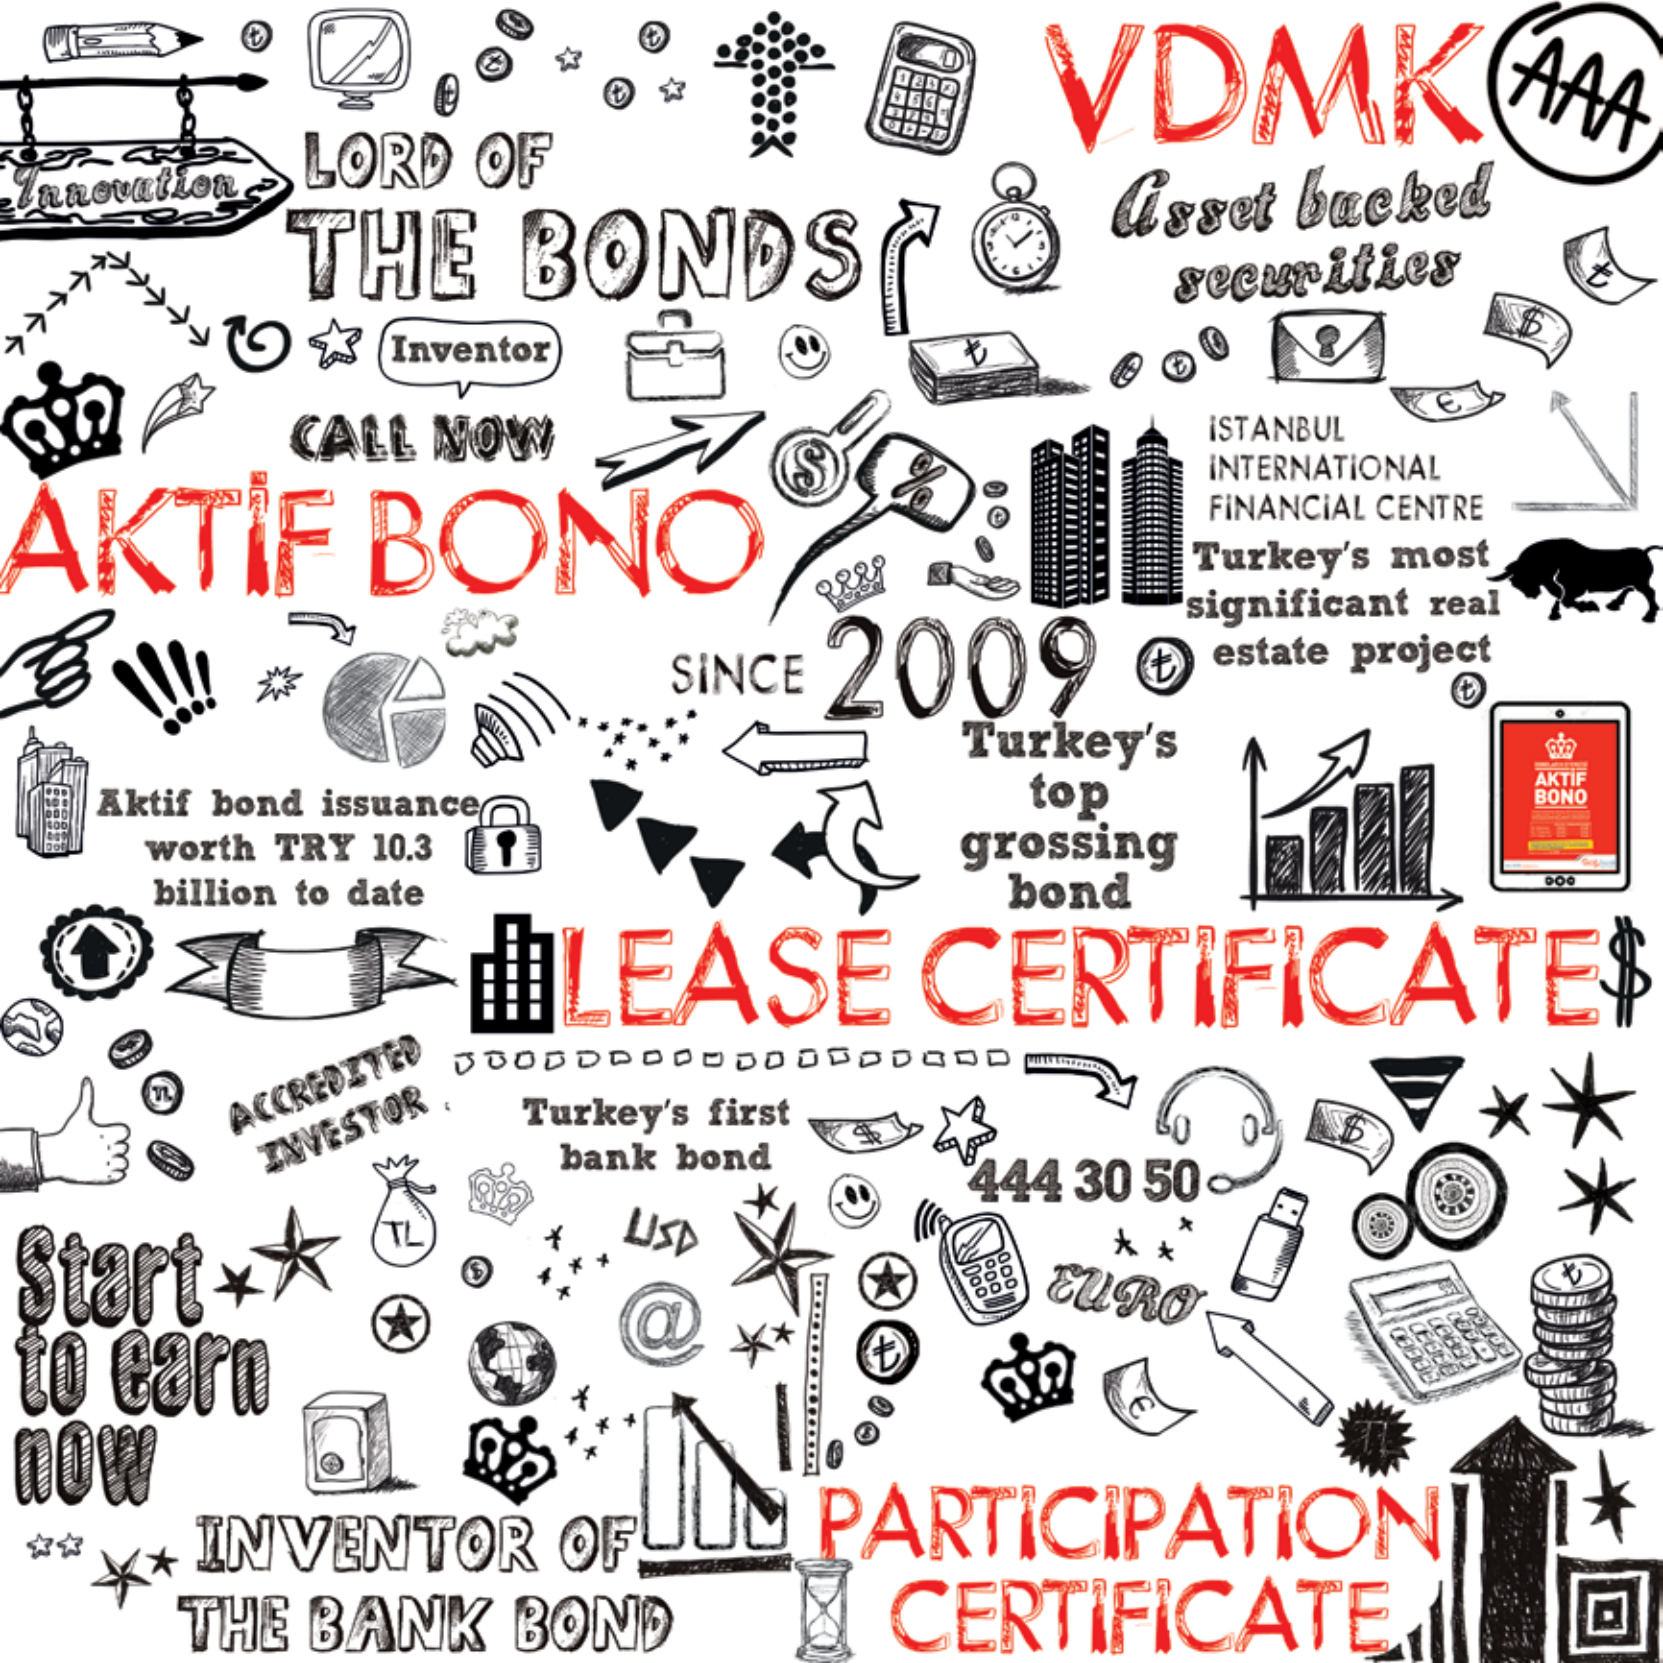 VDMK
AAA
Innovation
LORD OF
THE BONDS
Asset backed
securities
Inventor
CALL NOW
AKTİF BONO
İSTANBUL
INTERNATIONAL
FINANCIAL CENTRE
Turkey's most
significant real
estate project
SINCE 2009
Turkey's
top
grossing
bond
AKTİF
BONO
Aktif bond issuance
worth TRY 10.3
billion to date
LEASE CERTIFICATE
ACCREDITED
INVESTOR
TL
Turkey's first
bank bond
444 30 50
TL
USD
EURO
@
Start
to earn
now
TL
INVENTOR OF
THE BANK BOND
PARTICIPATION
CERTIFICATE